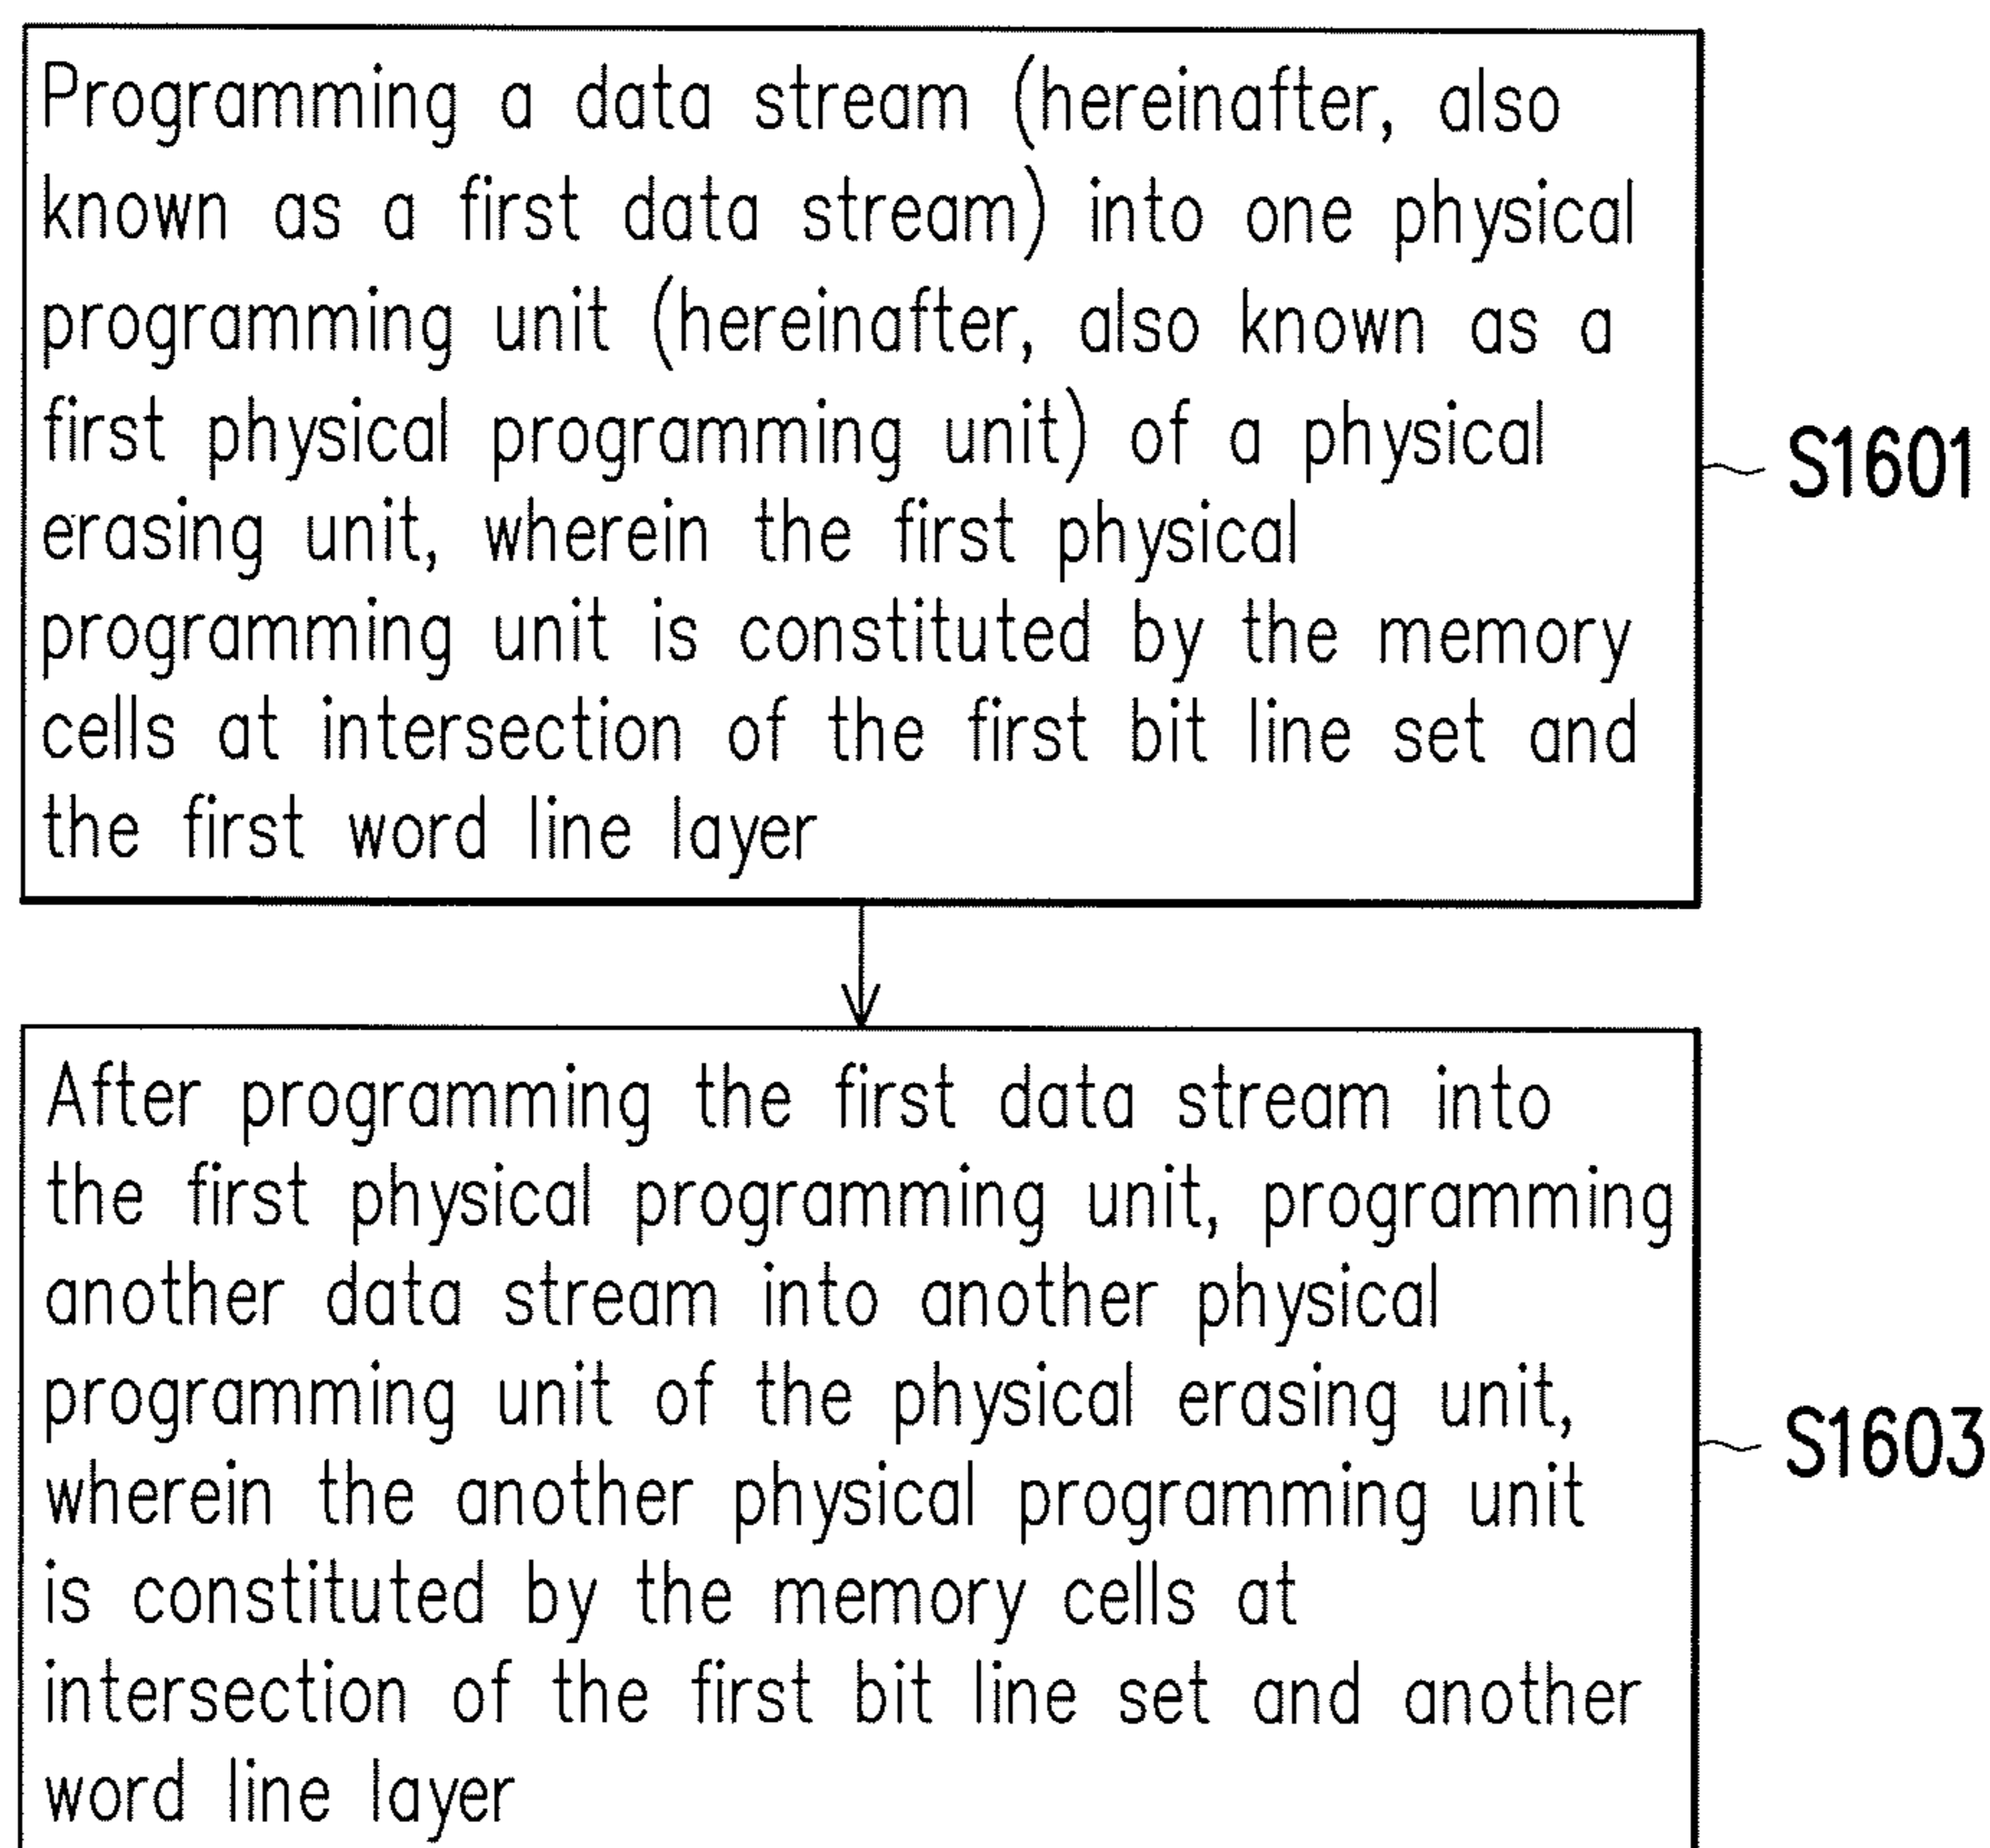 Programming a data stream (hereinafter, also
known as a first data stream) into one physical
programming unit (hereinafter, also known as a
first physical programming unit) of a physical
erasing unit, wherein the first physical
programming unit is constituted by the memory
cells at intersection of the first bit line set and
the first word line layer
S1601
After programming the first data stream into
the first physical programming unit, programming
another data stream into another physical
programming unit of the physical erasing unit,
wherein the another physical programming unit
is constituted by the memory cells at
intersection of the first bit line set and another
word line layer
S1603